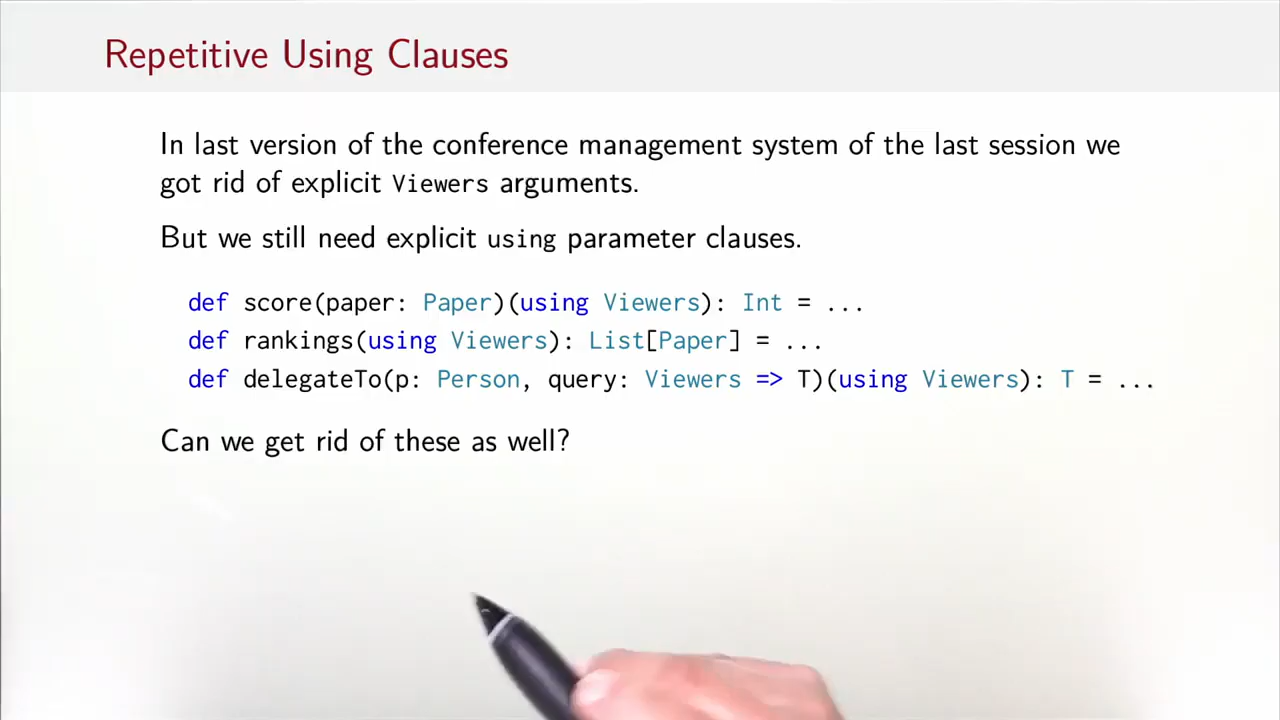 Repetitive Using Clauses
In last version of the conference management system of the last session we
got rid of explicit Viewers arguments.
But we still need explicit using parameter clauses.
def score(paper: Paper)(using Viewers): Int = ...
def rankings(using Viewers): List[Paper] = ...
def delegateTo(p: Person, query: Viewers => T)(using Viewers): T = ...
Can we get rid of these as well?